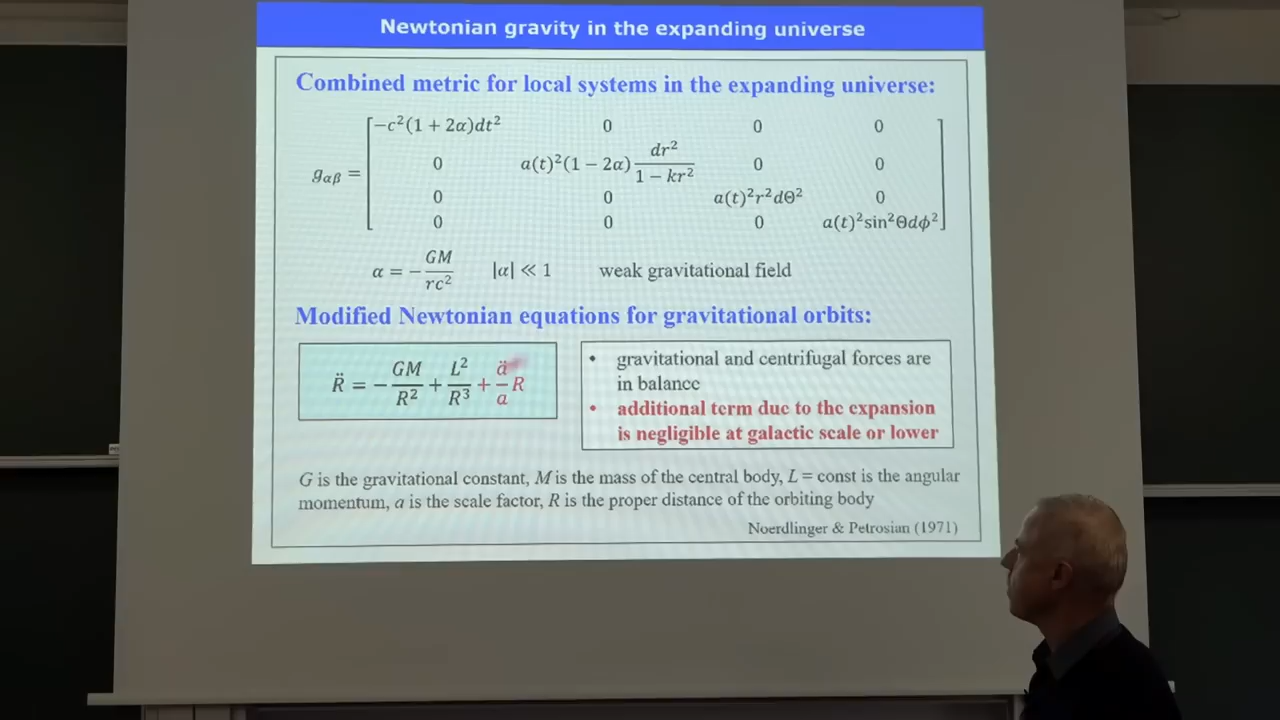 Newtonian gravity in the expanding universe
Combined metric for local systems in the expanding universe:
g_{αβ} = [−c²(1 + 2α)dt² 0 0 0
0 a(t)²(1 − 2α) dr²/(1 − kr²) 0 0
0 0 a(t)²r²dΘ² 0
0 0 0 a(t)²sin²Θdϕ²]
α = − GM/rc² |α| ≪ 1 weak gravitational field
Modified Newtonian equations for gravitational orbits:
R̈ = − GM/R² + L²/R³ + ä/a R
• gravitational and centrifugal forces are
in balance
• additional term due to the expansion
is negligible at galactic scale or lower
G is the gravitational constant, M is the mass of the central body, L = const is the angular
momentum, a is the scale factor, R is the proper distance of the orbiting body
Noerdlinger & Petrosian (1971)